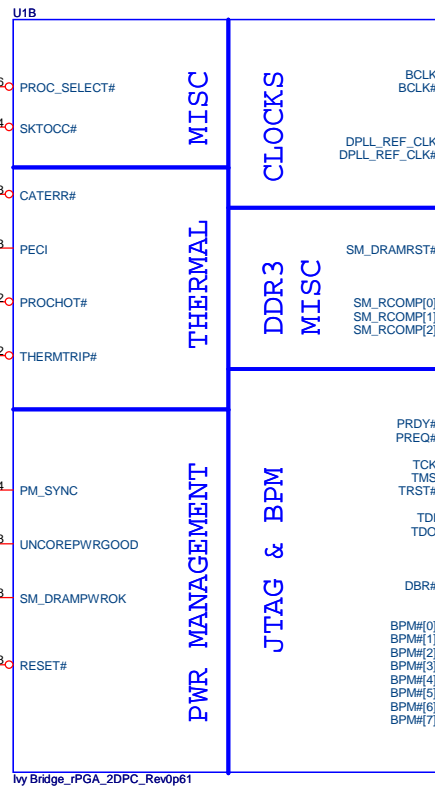 U1B
MISC
PROC_SELECT#
SKTOCC#
THERMAL
CATERR#
PECI
PROCHOT#
THERMTRIP#
PWR MANAGEMENT
PM_SYNC
UNCOREPWRGOOD
SM_DRAMPWROK
RESET#
CLOCKS
BCLK
BCLK#
DPLL_REF_CLK
DPLL_REF_CLK#
DDR3
MISC
SM_DRAMRST#
SM_RCOMP[0]
SM_RCOMP[1]
SM_RCOMP[2]
JTAG & BPM
PRDY#
PREQ#
TCK
TMS
TRST#
TDI
TDO
DBR#
BPM#[0]
BPM#[1]
BPM#[2]
BPM#[3]
BPM#[4]
BPM#[5]
BPM#[6]
BPM#[7]
Ivy Bridge_rPGA_2DPC_Rev0p61